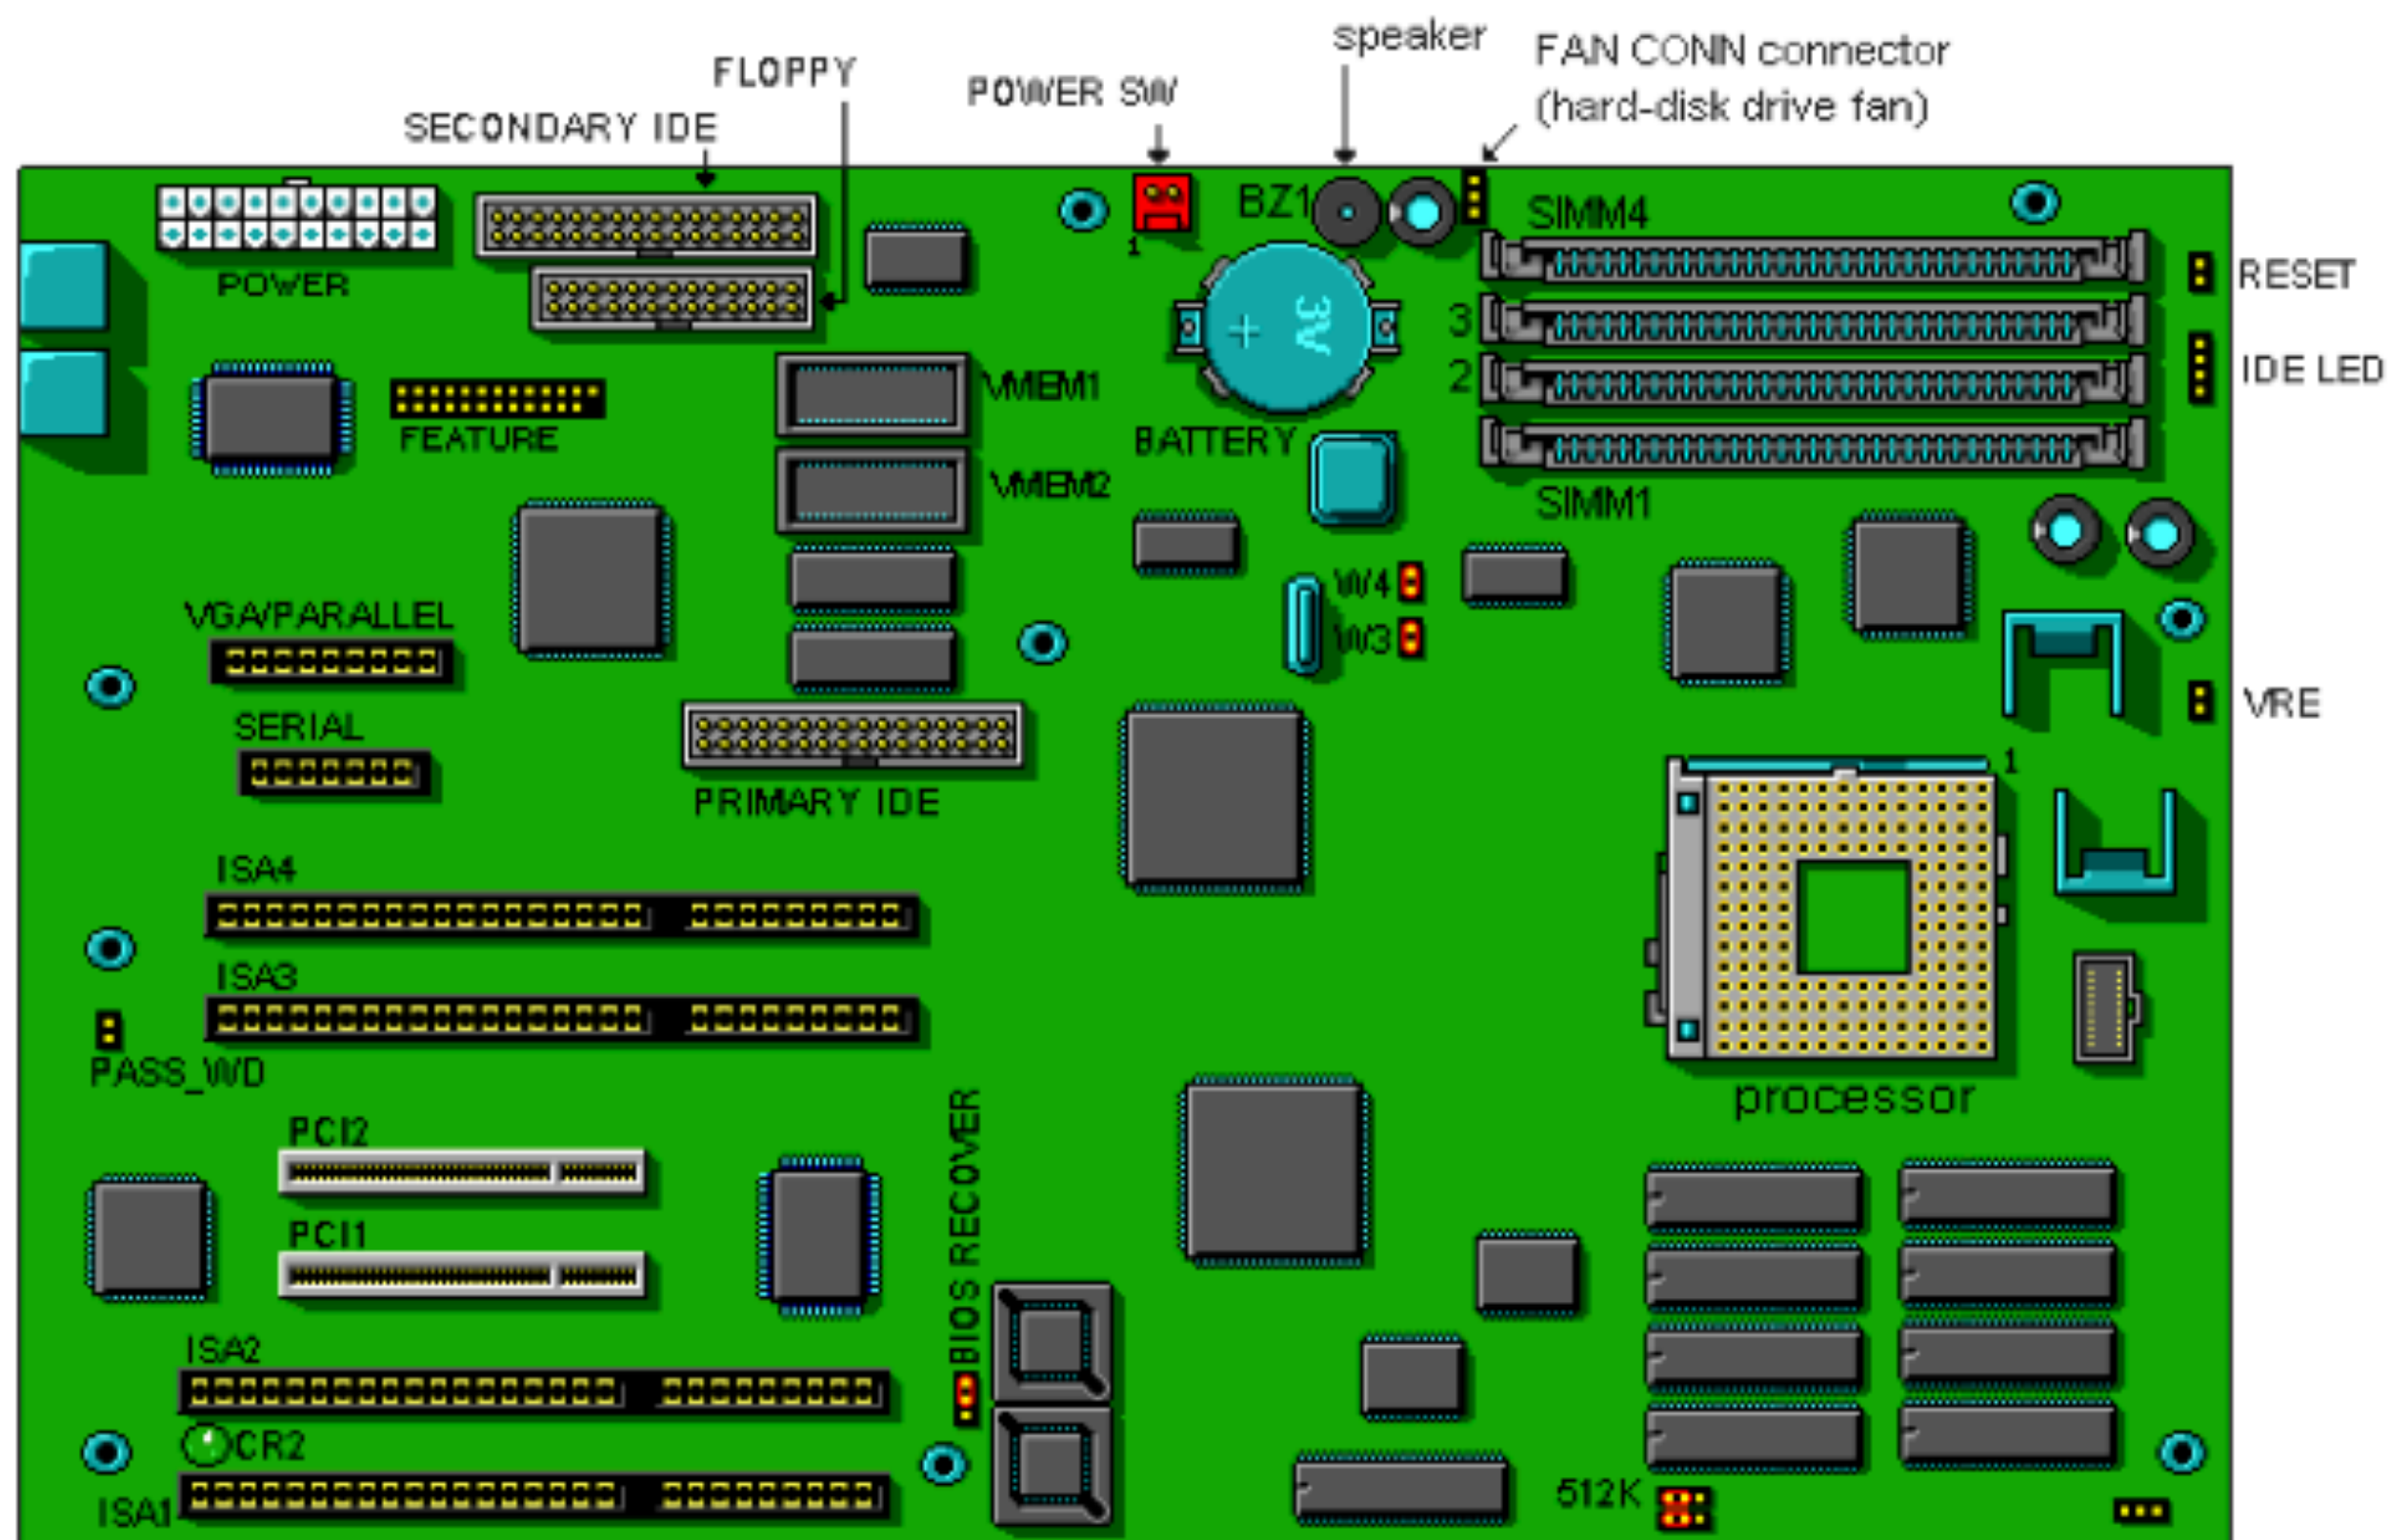 speaker
FAN CONN connector
(hard-disk drive fan)
FLOPPY
POWER SW
SECONDARY IDE
BZ1
1
SIMM4
POWER
RESET
3
3V
+
2
IDE LED
VMEM1
FEATURE
BATTERY
VMEM2
SIMM1
W4
VGA/PARALLEL
W3
VRE
SERIAL
1
PRIMARY IDE
ISA4
ISA3
PASS_WD
processor
PCI2
BIOS RECOVER
PCI1
ISA2
CR2
512K
ISA1